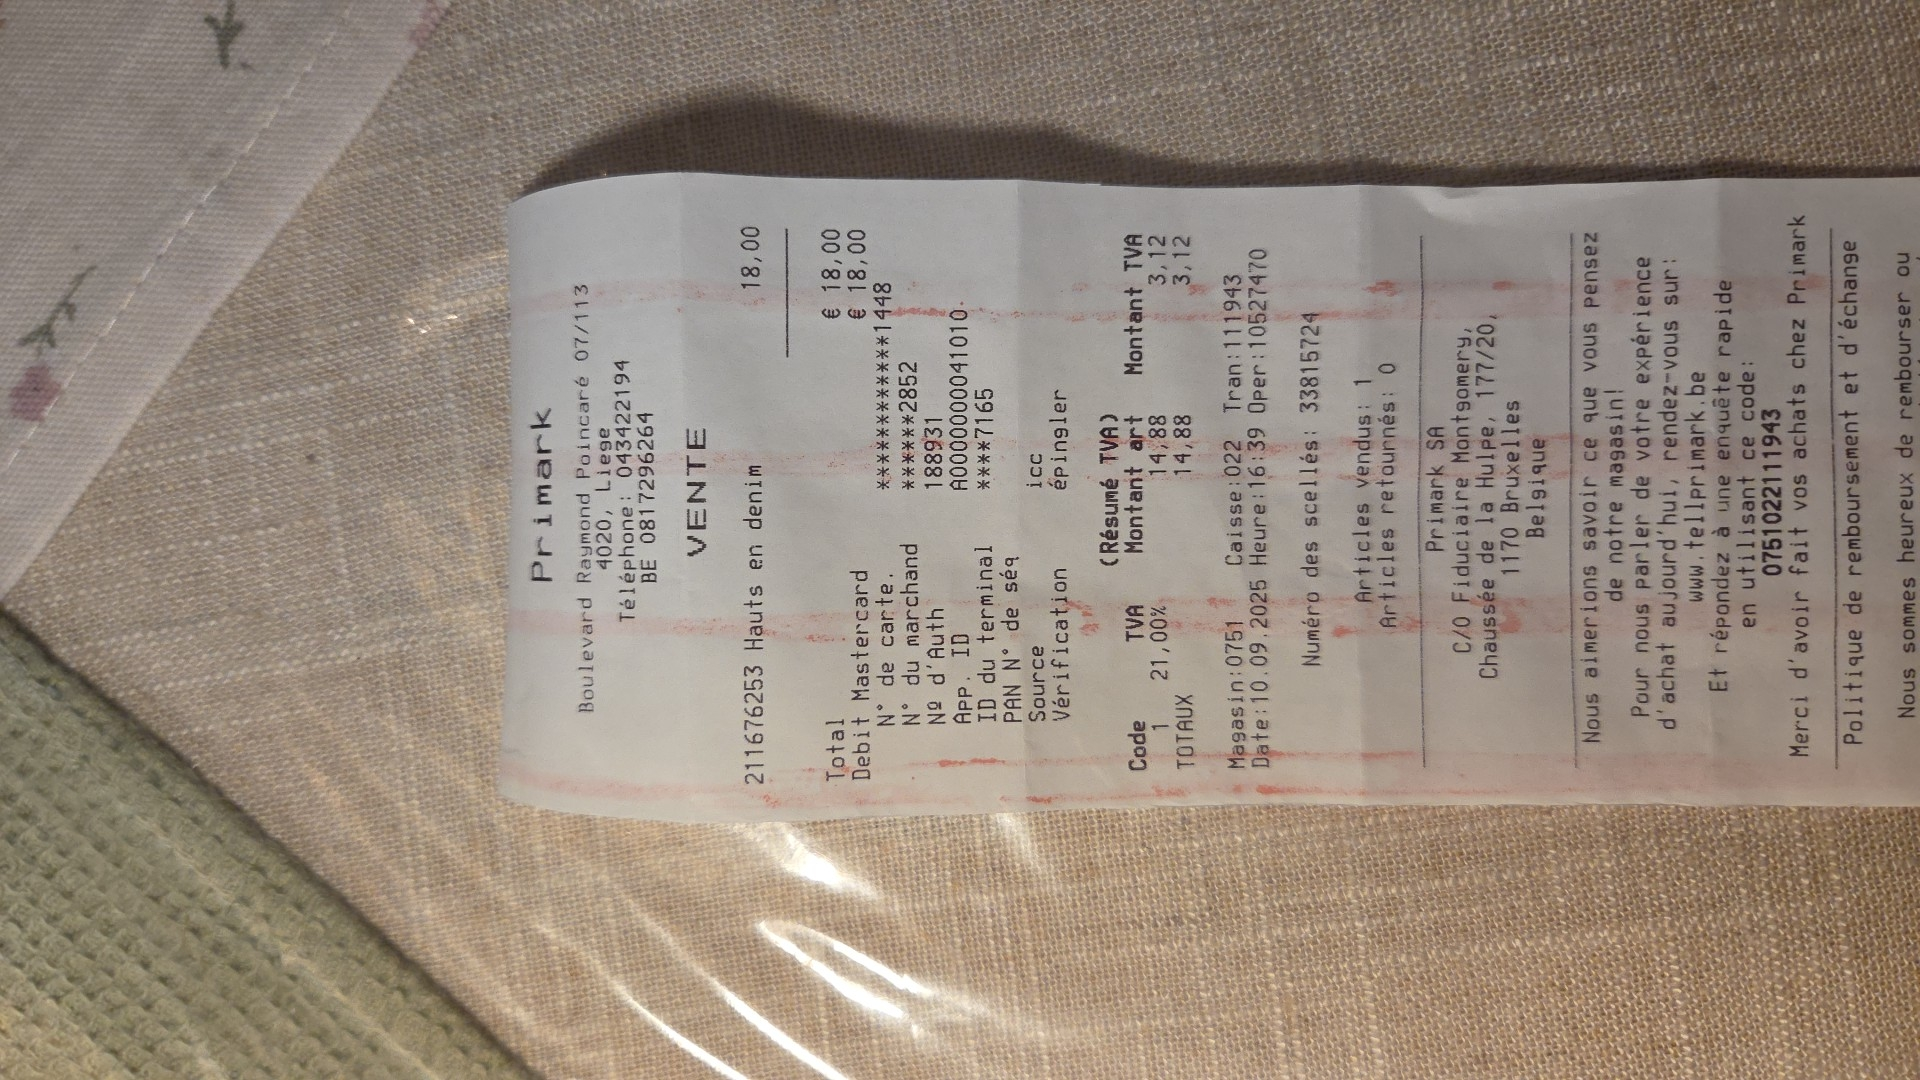 Primark
Boulevard Raymond Poincaré 07/113
4020, Liege
Téléphone: 043422194
BE 0817296264
VENTE
211676253 Hauts en denim 18,00
Total € 18,00
Debit Mastercard € 18,00
N° de carte. ************1448
N° du marchand ******2852
Nº d'Auth 188931
App. ID A0000000041010.
ID du terminal ****7165
PAN N° de séq
Source icc
Vérification épingler
(Résumé TVA)
Code TVA Montant art Montant TVA
1 21,00% 14,88 3,12
TOTAUX 14,88 3,12
Magasin:0751 Caisse:022 Tran:111943
Date:10.09.2025 Heure:16:39 Oper:10527470
Numéro des scellés: 33815724
Articles vendus: 1
Articles retournés: 0
Primark SA
C/O Fiduciaire Montgomery,
Chaussée de la Hulpe, 177/20,
1170 Bruxelles
Belgique
Nous aimerions savoir ce que vous pensez
de notre magasin!
Pour nous parler de votre expérience
d'achat aujourd'hui, rendez-vous sur:
www.tellprimark.be
Et répondez à une enquête rapide
en utilisant ce code:
075102211943
Merci d'avoir fait vos achats chez Primark
Politique de remboursement et d'échange
Nous sommes heureux de rembourser ou